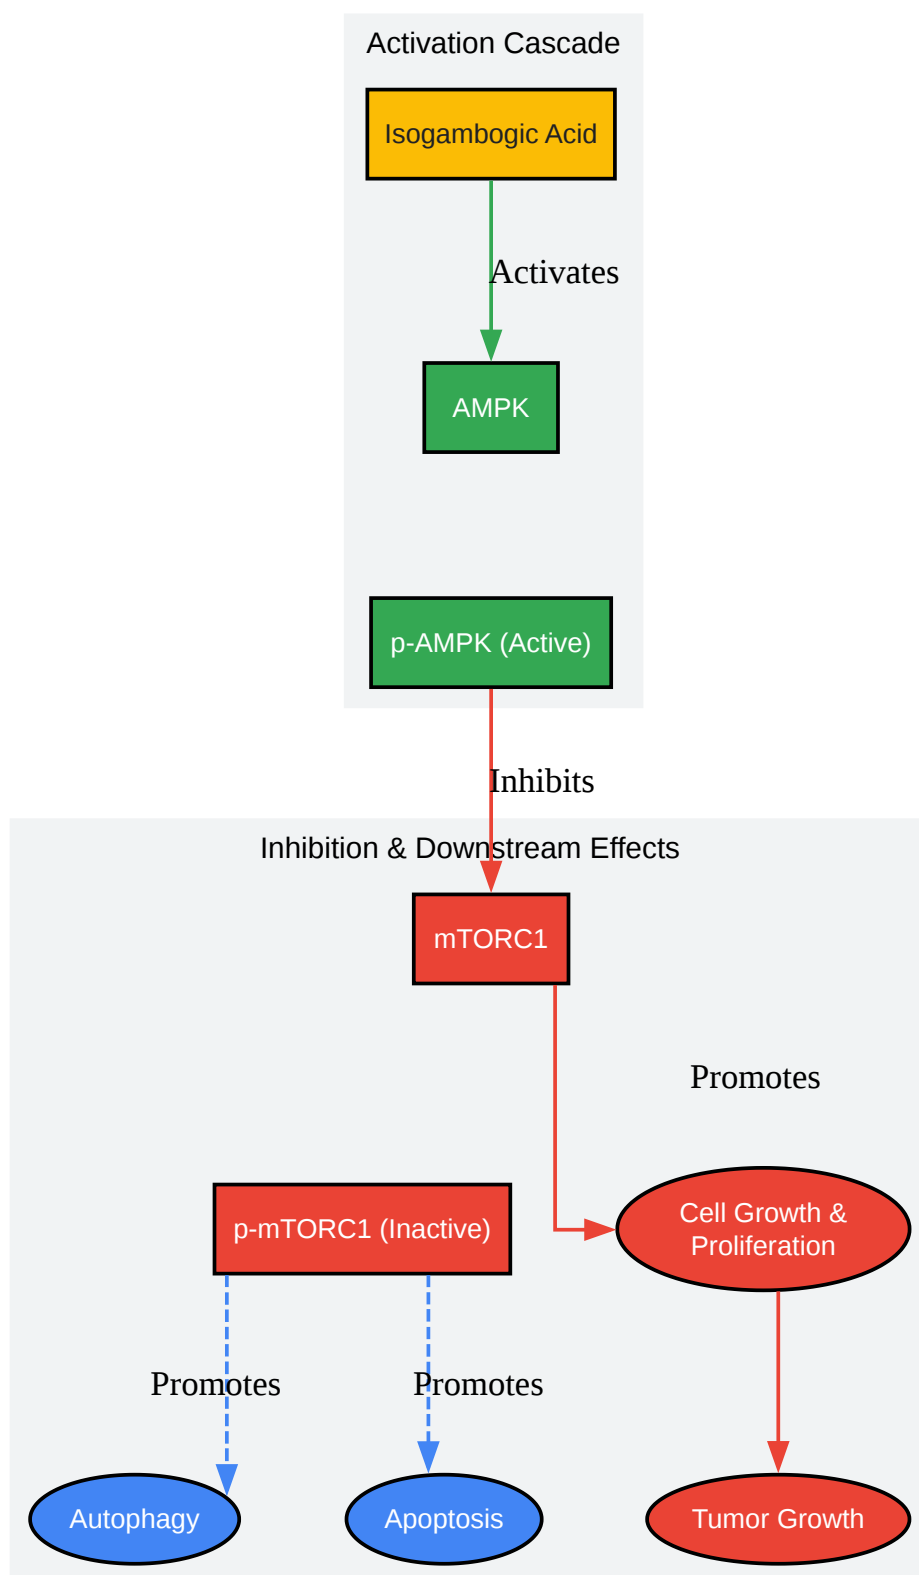 Activation Cascade
Isogambogic Acid
Activates
AMPK
p-AMPK (Active)
Inhibits
Inhibition & Downstream Effects
mTORC1
Promotes
Cell Growth &
Proliferation
p-mTORC1 (Inactive)
Promotes
Promotes
Autophagy
Apoptosis
Tumor Growth